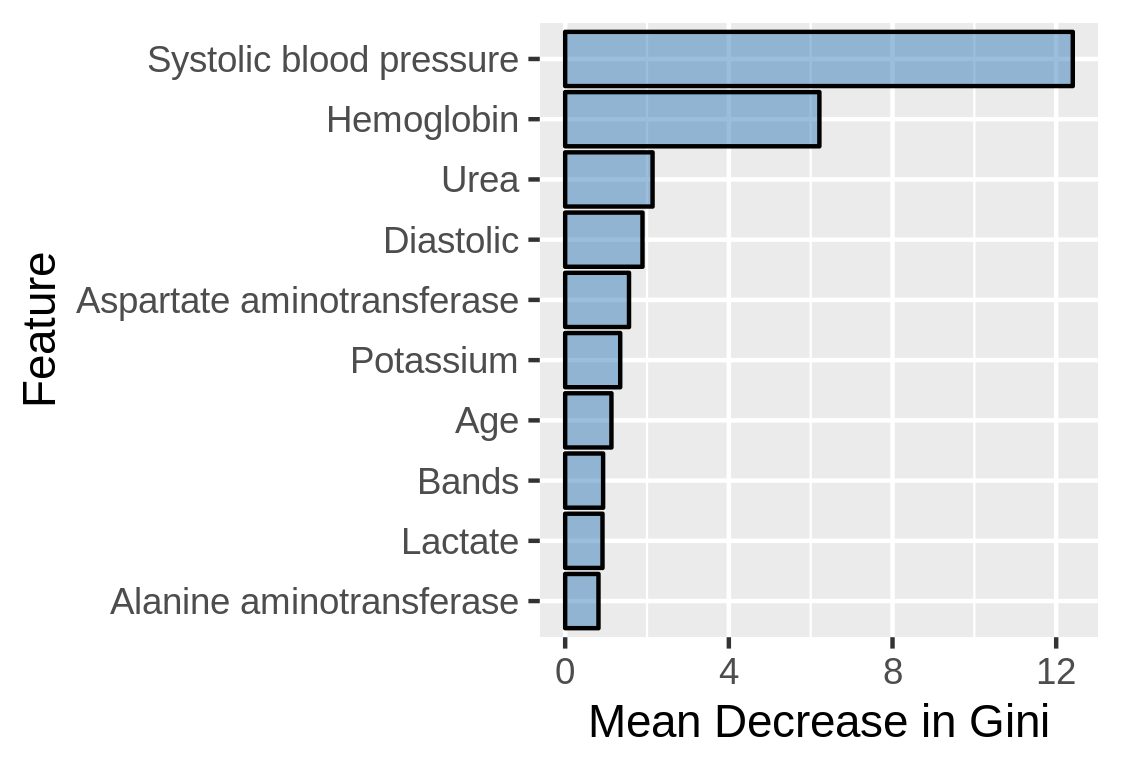 Feature
Systolic blood pressure
Hemoglobin
Urea
Diastolic
Aspartate aminotransferase
Potassium
Age
Bands
Lactate
Alanine aminotransferase
0 4 8 12
Mean Decrease in Gini